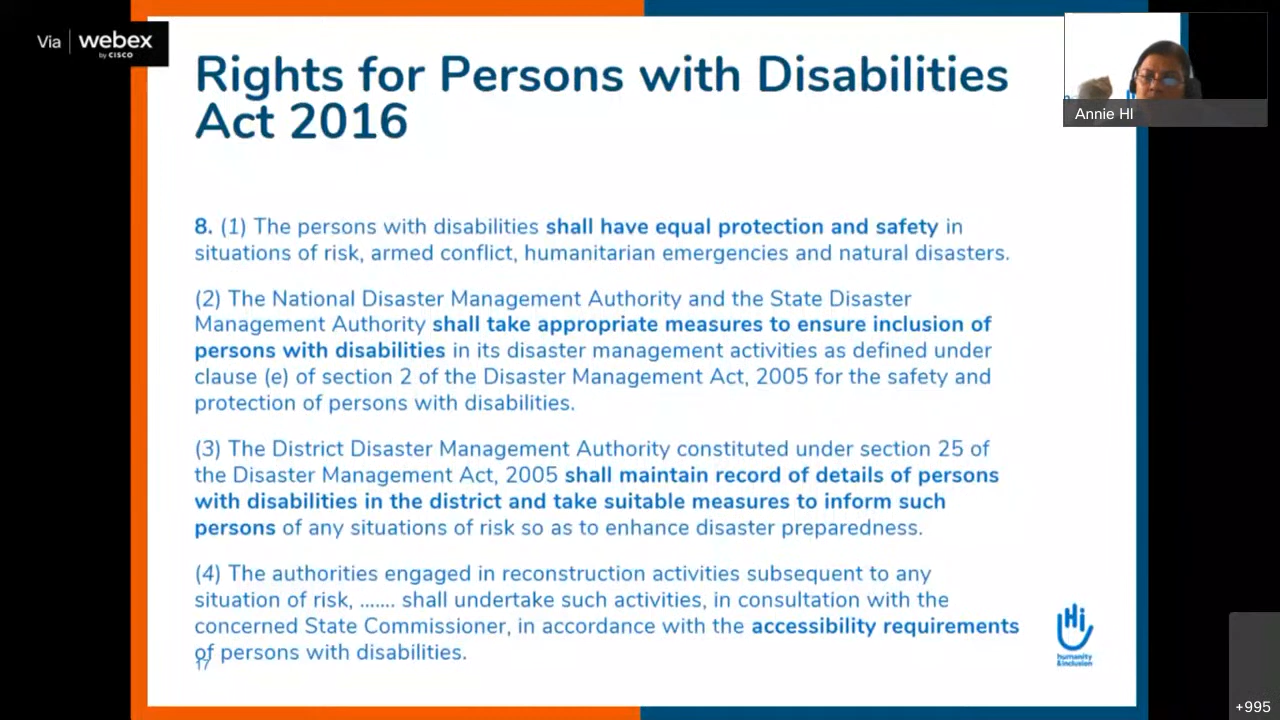 Via webex
by CISCO
Rights for Persons with Disabilities
Act 2016
Annie HI
8. (1) The persons with disabilities shall have equal protection and safety in
situations of risk, armed conflict, humanitarian emergencies and natural disasters.
(2) The National Disaster Management Authority and the State Disaster
Management Authority shall take appropriate measures to ensure inclusion of
persons with disabilities in its disaster management activities as defined under
clause (e) of section 2 of the Disaster Management Act, 2005 for the safety and
protection of persons with disabilities.
(3) The District Disaster Management Authority constituted under section 25 of
the Disaster Management Act, 2005 shall maintain record of details of persons
with disabilities in the district and take suitable measures to inform such
persons of any situations of risk so as to enhance disaster preparedness.
(4) The authorities engaged in reconstruction activities subsequent to any
situation of risk, ....... shall undertake such activities, in consultation with the
concerned State Commissioner, in accordance with the accessibility requirements
of persons with disabilities.
17
Hi
humanity
&inclusion
+995